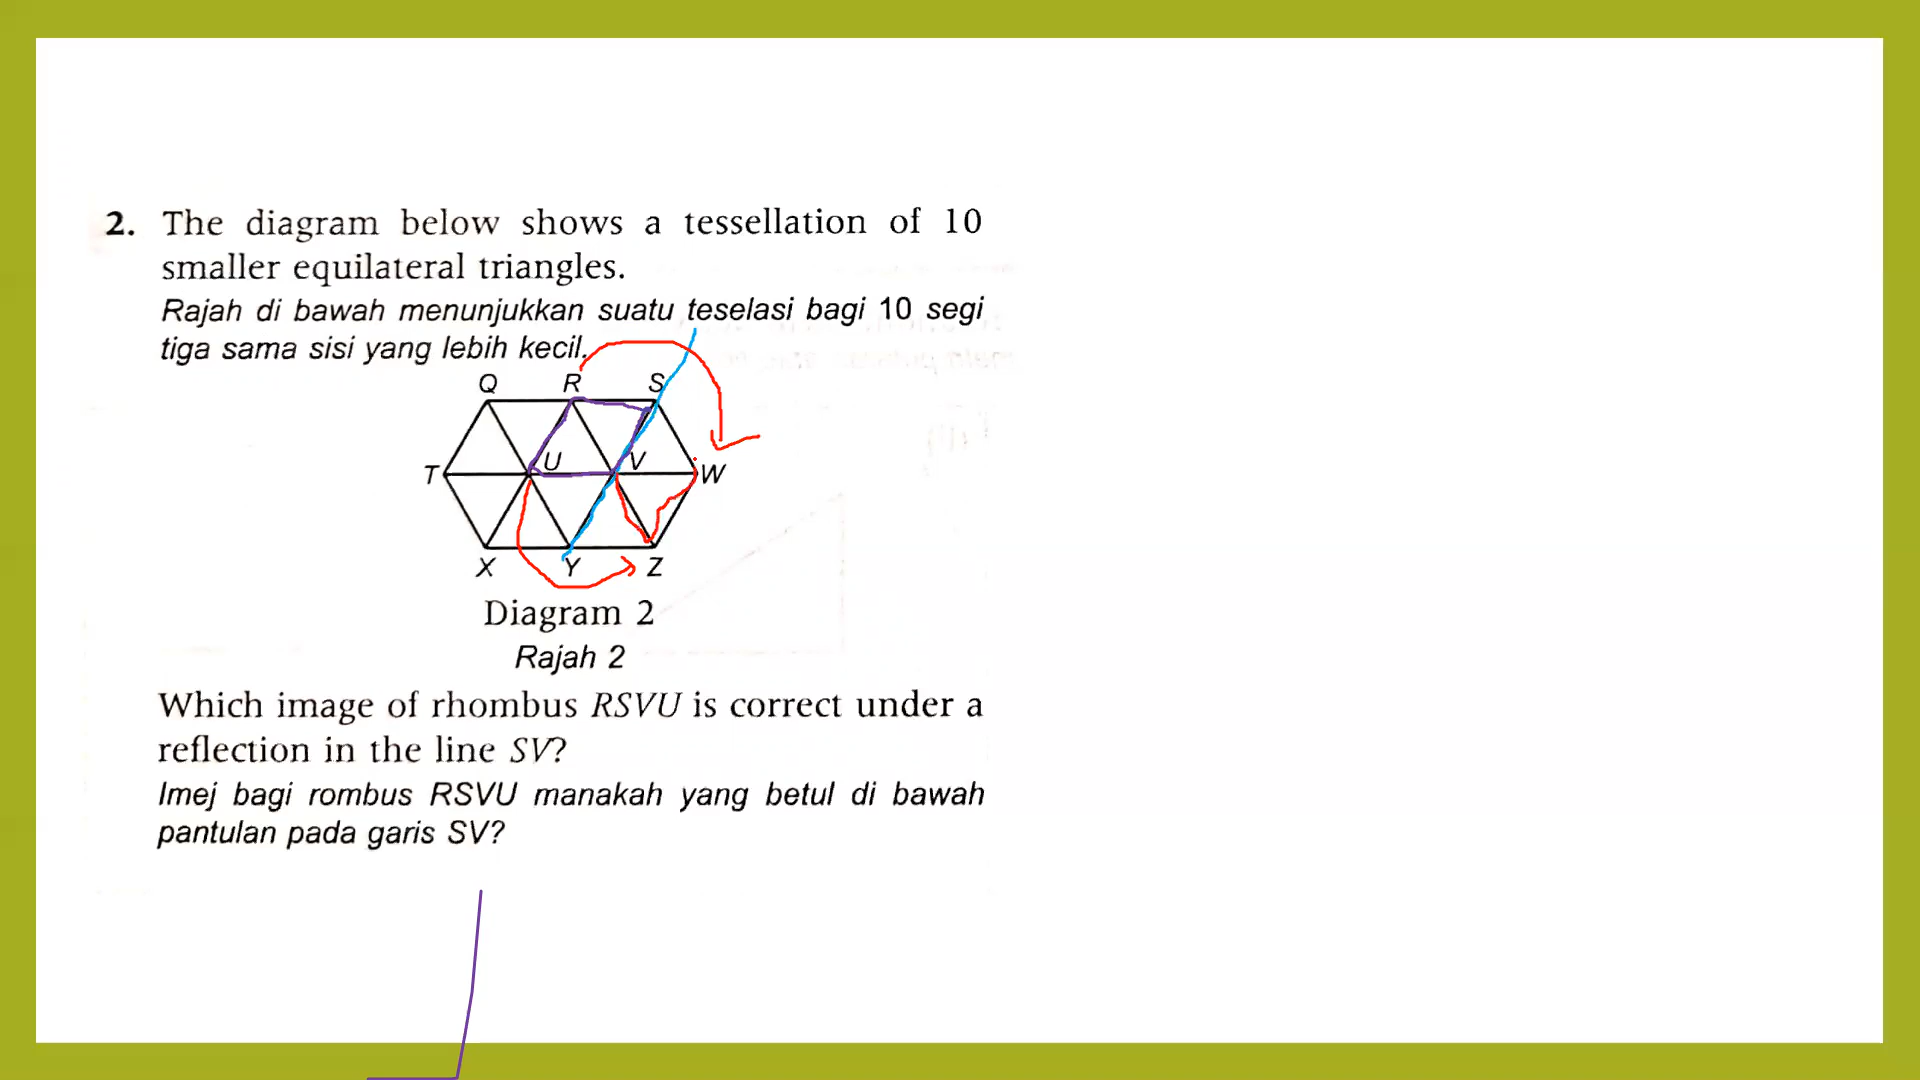 2. The diagram below shows a tessellation of 10
smaller equilateral triangles.
Rajah di bawah menunjukkan suatu teselasi bagi 10 segi
tiga sama sisi yang lebih kecil.
Q R S
T U V W
X Y Z
Diagram 2
Rajah 2
Which image of rhombus RSVU is correct under a
reflection in the line SV?
Imej bagi rombus RSVU manakah yang betul di bawah
pantulan pada garis SV?